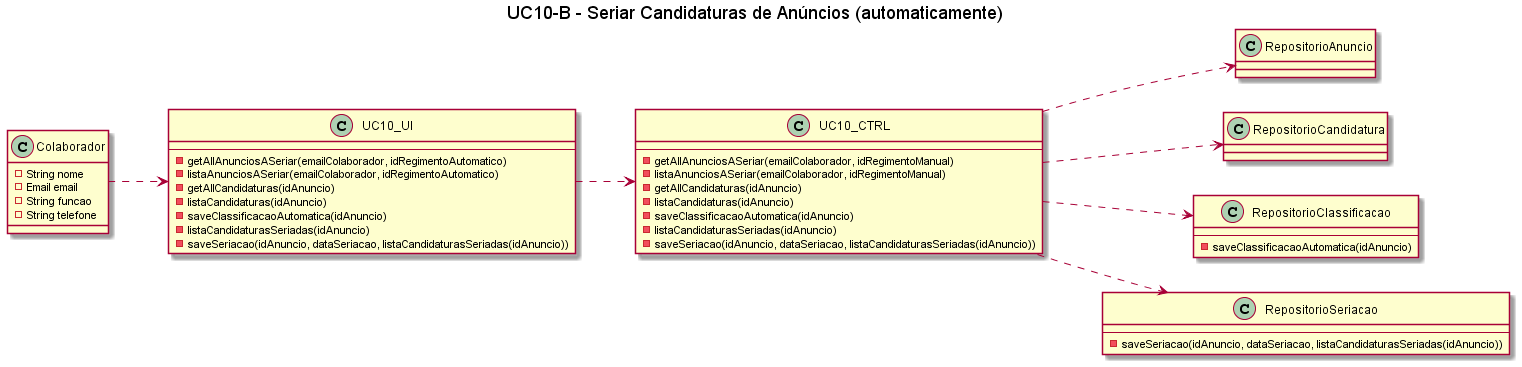 UC10-B - Seriar Candidaturas de Anúncios (automaticamente)
C Colaborador
String nome
Email email
String funcao
String telefone
C UC10_UI
getAllAnunciosASeriar(emailColaborador, idRegimentoAutomatico)
listaAnunciosASeriar(emailColaborador, idRegimentoAutomatico)
getAllCandidaturas(idAnuncio)
listaCandidaturas(idAnuncio)
saveClassificacaoAutomatica(idAnuncio)
listaCandidaturasSeriadas(idAnuncio)
saveSeriacao(idAnuncio, dataSeriacao, listaCandidaturasSeriadas(idAnuncio))
C UC10_CTRL
getAllAnunciosASeriar(emailColaborador, idRegimentoManual)
listaAnunciosASeriar(emailColaborador, idRegimentoManual)
getAllCandidaturas(idAnuncio)
listaCandidaturas(idAnuncio)
saveClassificacaoAutomatica(idAnuncio)
listaCandidaturasSeriadas(idAnuncio)
saveSeriacao(idAnuncio, dataSeriacao, listaCandidaturasSeriadas(idAnuncio))
C RepositorioAnuncio
C RepositorioCandidatura
C RepositorioClassificacao
saveClassificacaoAutomatica(idAnuncio)
C RepositorioSeriacao
saveSeriacao(idAnuncio, dataSeriacao, listaCandidaturasSeriadas(idAnuncio))